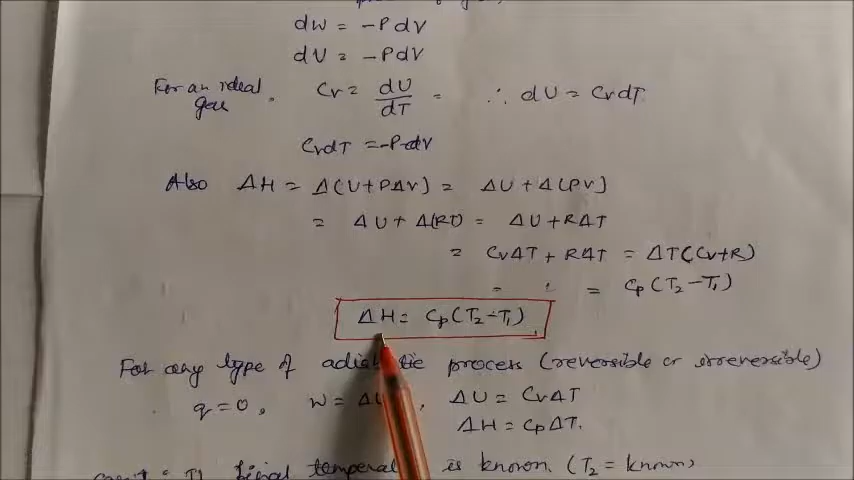 dW = -PdV
dU = -PdV
For an ideal gas, Cv = dU/dT = ∴ dU = CvdT
CvdT = -PdV
Also ΔH = Δ(U+PΔV) = ΔU + Δ(PV)
= ΔU + Δ(RT) = ΔU + RΔT
= CvΔT + RΔT = ΔT(Cv+R)
= = Cp(T2-T1)
ΔH = Cp(T2-T1)
For any type of process (reversible or irreversible)
q=0, W = , ΔU = CvΔT
ΔH = CpΔT.
final is known. (T2 = known)